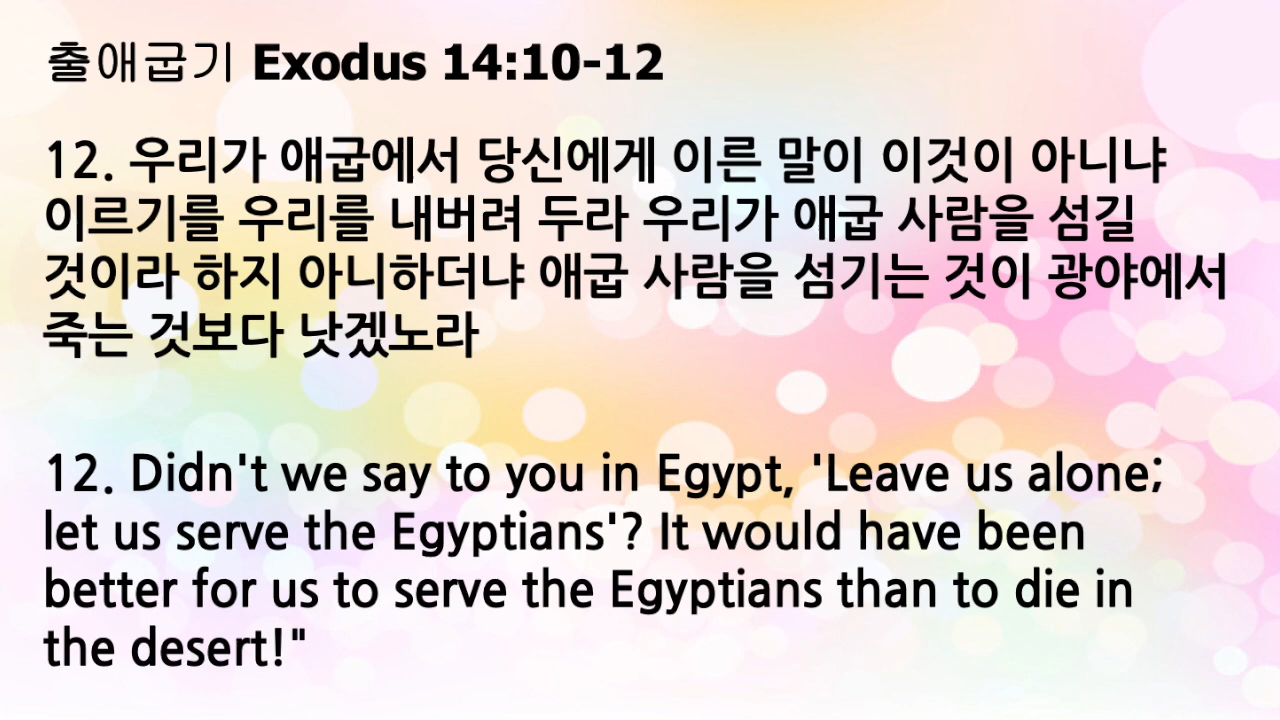 출애굽기 Exodus 14:10-12
12. 우리가 애굽에서 당신에게 이른 말이 이것이 아니냐
이르기를 우리를 내버려 두라 우리가 애굽 사람을 섬길
것이라 하지 아니하더냐 애굽 사람을 섬기는 것이 광야에서
죽는 것보다 낫겠노라
12. Didn't we say to you in Egypt, 'Leave us alone;
let us serve the Egyptians'? It would have been
better for us to serve the Egyptians than to die in
the desert!"